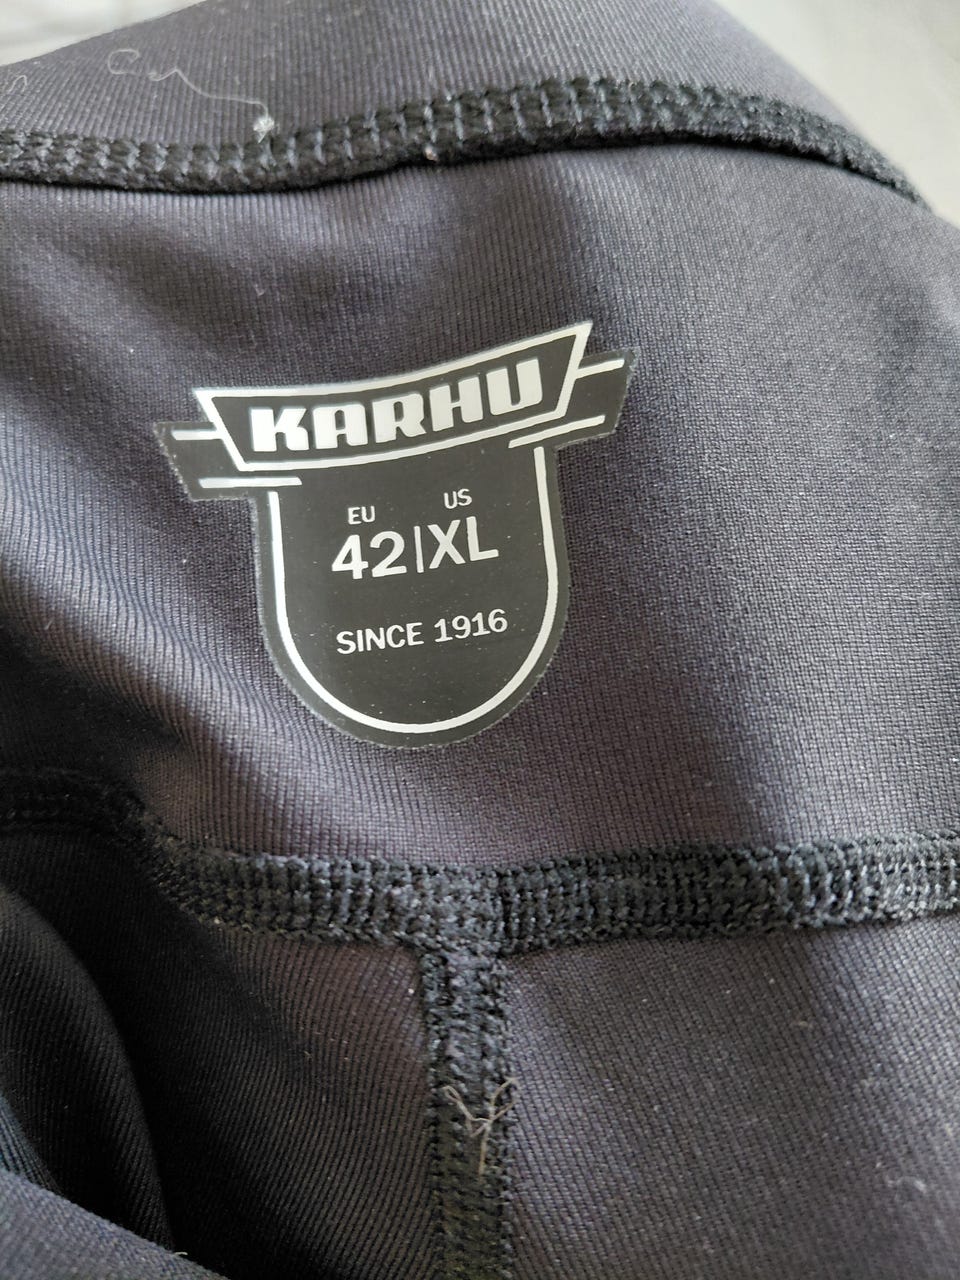 KARHU
EU US
42|XL
SINCE 1916